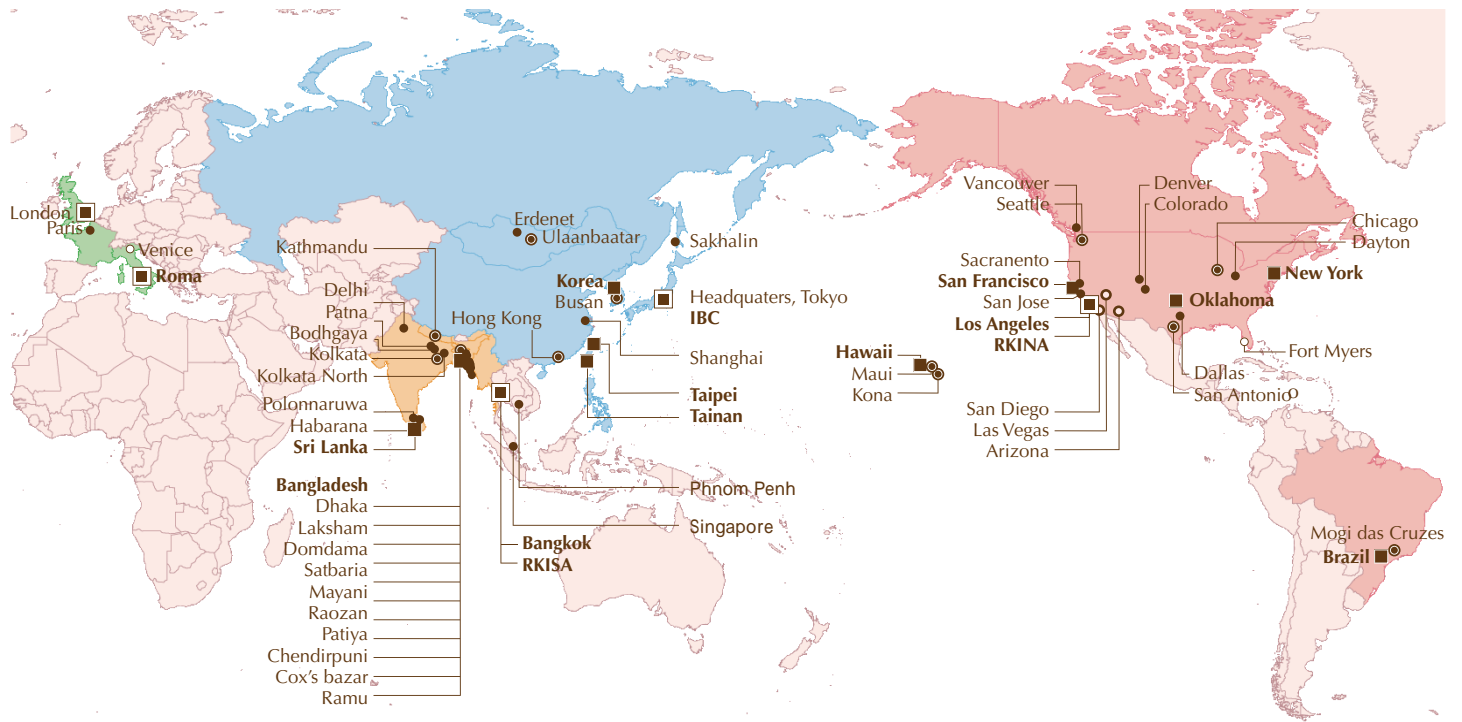 London
Paris
Venice
Roma
Kathmandu
Delhi
Patna
Bodhgaya
Kolkata
Kolkata North
Polonnaruwa
Habarana
Sri Lanka
Bangladesh
Dhaka
Laksham
Domdama
Satbaria
Mayani
Raozan
Patiya
Chendirpuni
Cox's bazar
Ramu
Erdenet
Ulaanbaatar
Sakhalin
Korea
Busan
Hong Kong
Headquaters, Tokyo
IBC
Shanghai
Taipei
Tainan
Phnom Penh
Singapore
Bangkok
RKISA
Hawaii
Maui
Kona
Vancouver
Seattle
Sacranento
San Francisco
San Jose
Los Angeles
RKINA
San Diego
Las Vegas
Arizona
Denver
Colorado
Chicago
Dayton
New York
Oklahoma
Fort Myers
Dallas
San Antonio
Mogi das Cruzes
Brazil